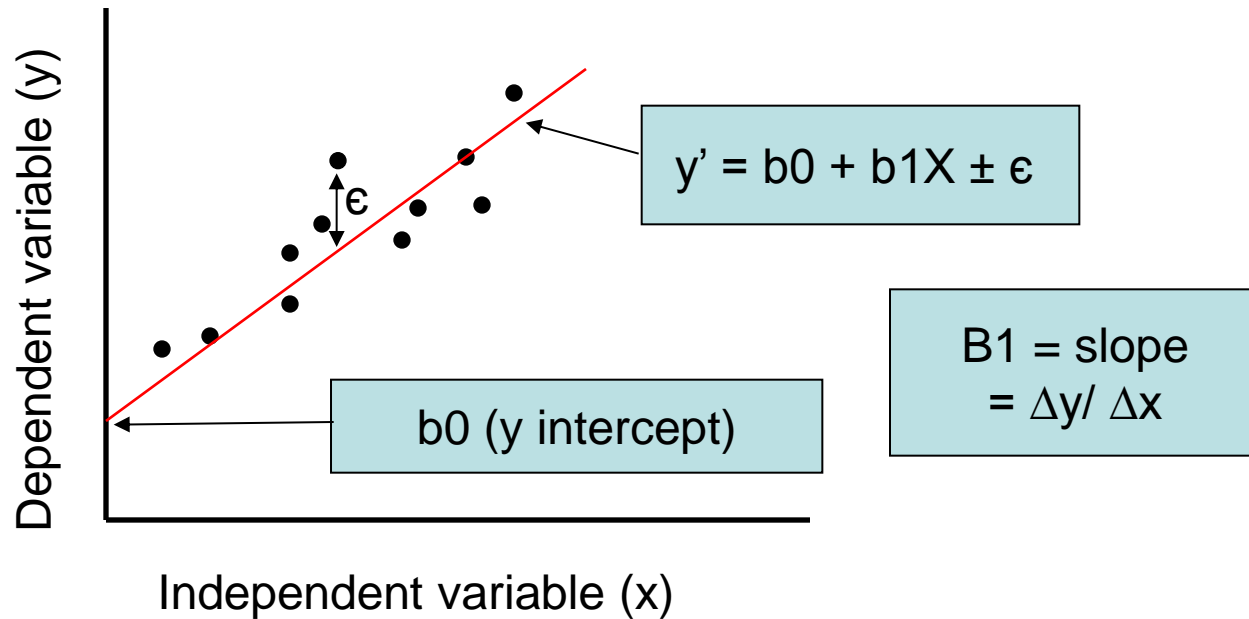 Dependent variable (y)
є
y’ = b0 + b1X ± є
B1 = slope
= ∆y/ ∆x
b0 (y intercept)
Independent variable (x)